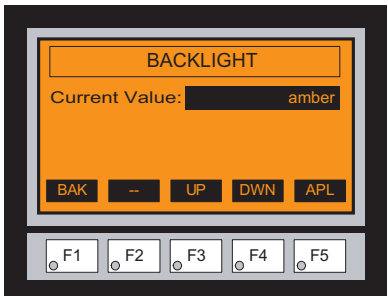 BACKLIGHT
Current Value: amber
BAK -- UP DWN APL
F1 F2 F3 F4 F5